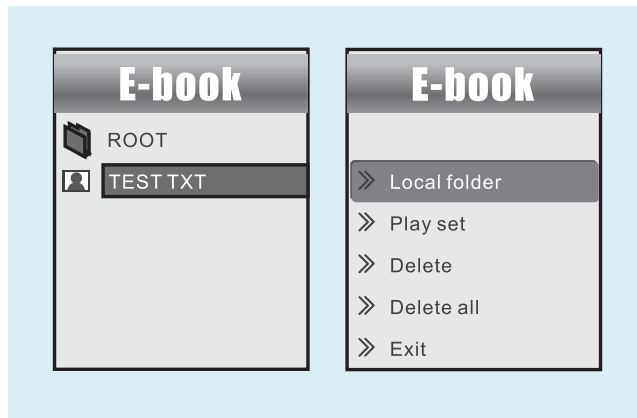 E-book
ROOT
TEST TXT
E-book
Local folder
Play set
Delete
Delete all
Exit